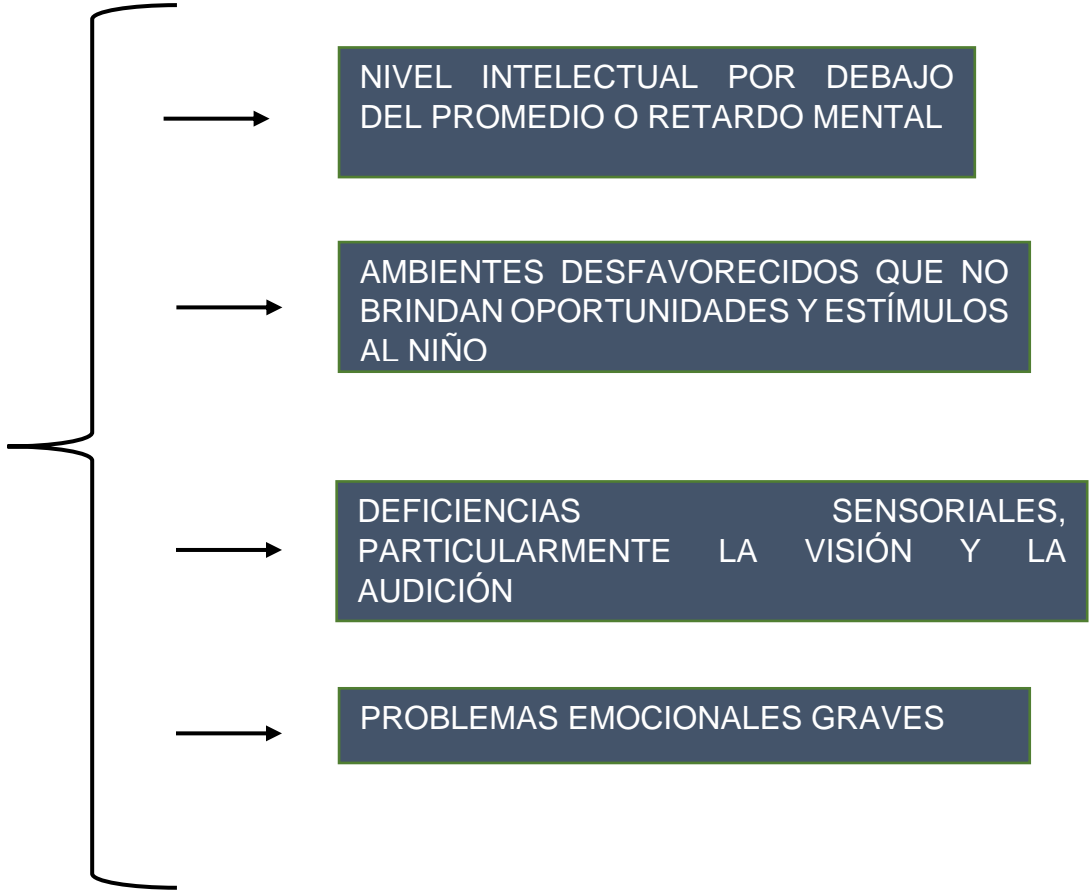 NIVEL INTELECTUAL POR DEBAJO
DEL PROMEDIO O RETARDO MENTAL
AMBIENTES DESFAVORECIDOS QUE NO
BRINDAN OPORTUNIDADES Y ESTÍMULOS
AL NIÑO
DEFICIENCIAS SENSORIALES,
PARTICULARMENTE LA VISIÓN Y LA
AUDICIÓN
PROBLEMAS EMOCIONALES GRAVES